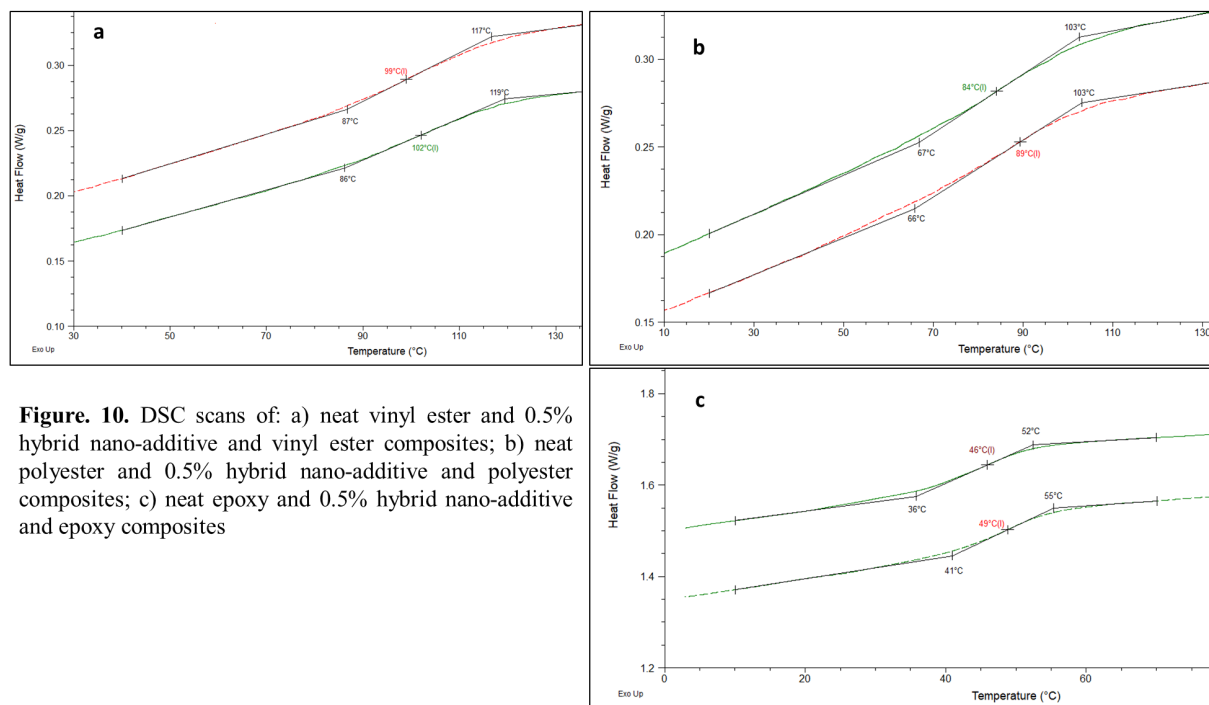 a
117°C
99°C(I)
87°C
119°C
102°C(I)
86°C
0.30
0.25
0.20
0.15
0.10
Heat Flow (W/g)
30
50
70
90
110
130
Exo Up
Temperature (°C)
b
103°C
84°C(I)
67°C
103°C
89°C(I)
66°C
0.30
0.25
0.20
0.15
Heat Flow (W/g)
10
30
50
70
90
110
130
Exo Up
Temperature (°C)
Figure. 10. DSC scans of: a) neat vinyl ester and 0.5%
hybrid nano-additive and vinyl ester composites; b) neat
polyester and 0.5% hybrid nano-additive and polyester
composites; c) neat epoxy and 0.5% hybrid nano-additive
and epoxy composites
c
52°C
46°C(I)
36°C
55°C
49°C(I)
41°C
1.8
1.6
1.4
1.2
Heat Flow (W/g)
0
20
40
60
Exo Up
Temperature (°C)